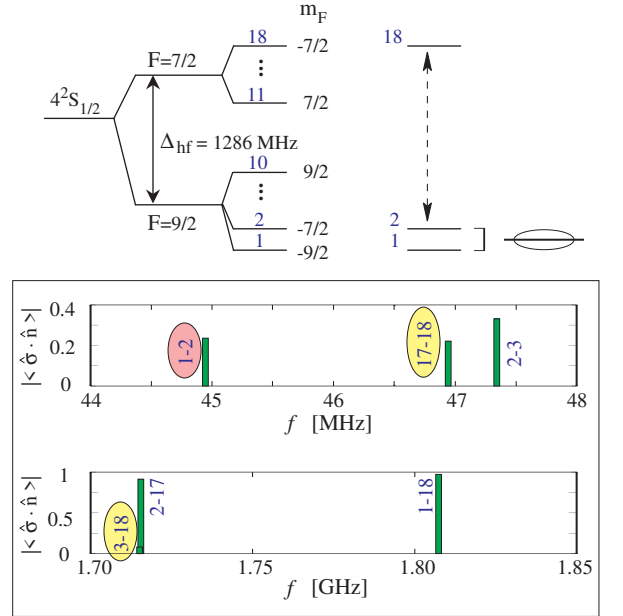 m_F
18 -7/2 18
F=7/2
11 7/2
4²S₁/₂
Δ_hf = 1286 MHz
10 9/2
2 -7/2 2
F=9/2
1 -9/2 1
|< σ̂ · n̂ >|
0.4
0.2
0
1-2
17-18
2-3
44 45 46 47 48
f [MHz]
|< σ̂ · n̂ >|
1
0.5
0
3-18
2-17
1-18
1.70 1.75 1.80 1.85
f [GHz]